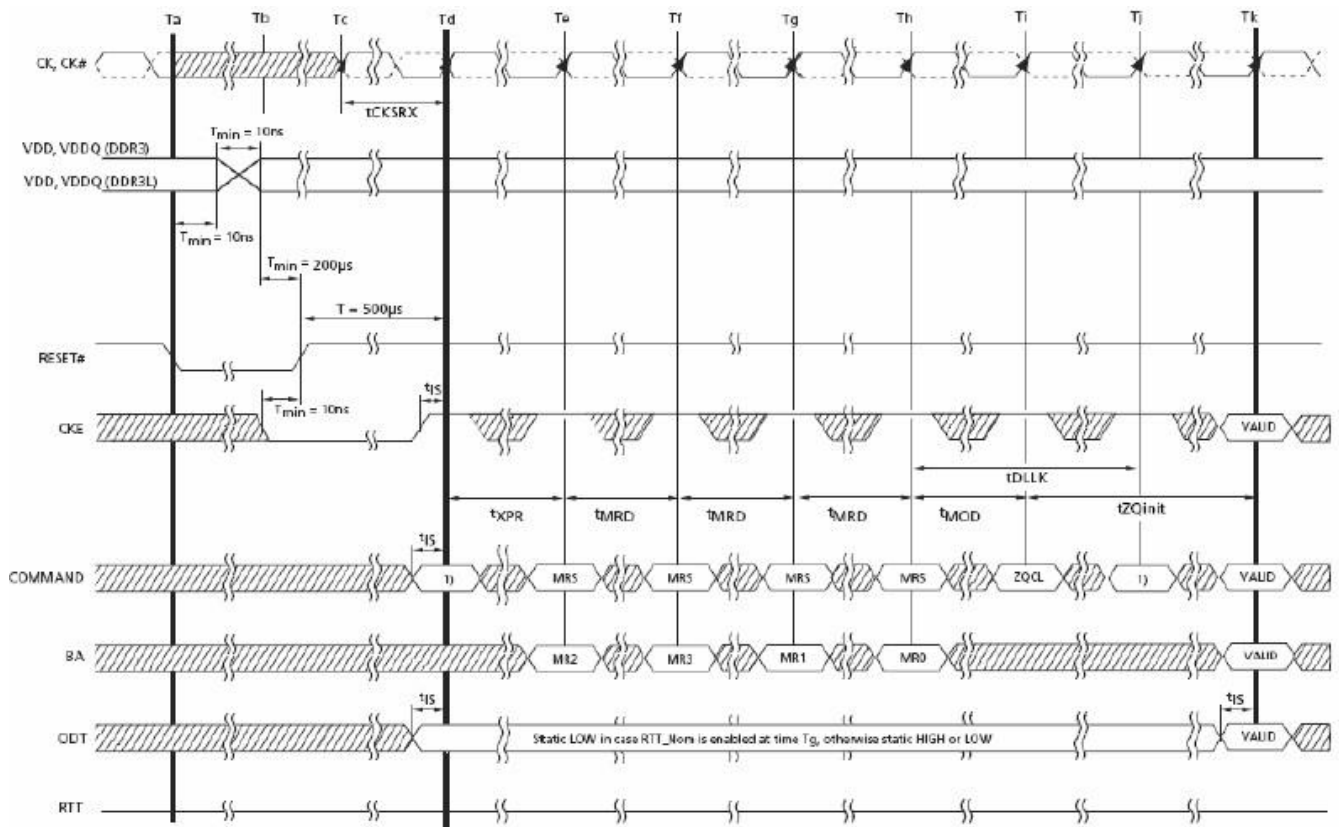 Ta Tb Tc Td Te Tf Tg Th Ti Tj Tk
CK, CK#
tCKSRX
Tmin = 10ns
VDD, VDDQ (DDR3)
VDD, VDDQ (DDR3L)
Tmin = 10ns
Tmin = 200µs
T = 500µs
RESET#
tIS
Tmin = 10ns
CKE VALID
tDLLK
tXPR tMRD tMRD tMRD tMOD tZQinit
tIS
COMMAND 1) MRS MRS MRS MRS ZQCL 1) VALID
BA MR2 MR3 MR1 MR0 VALID
tIS tIS
ODT Static LOW in case RTT_Nom is enabled at time Tg, otherwise static HIGH or LOW VALID
RTT